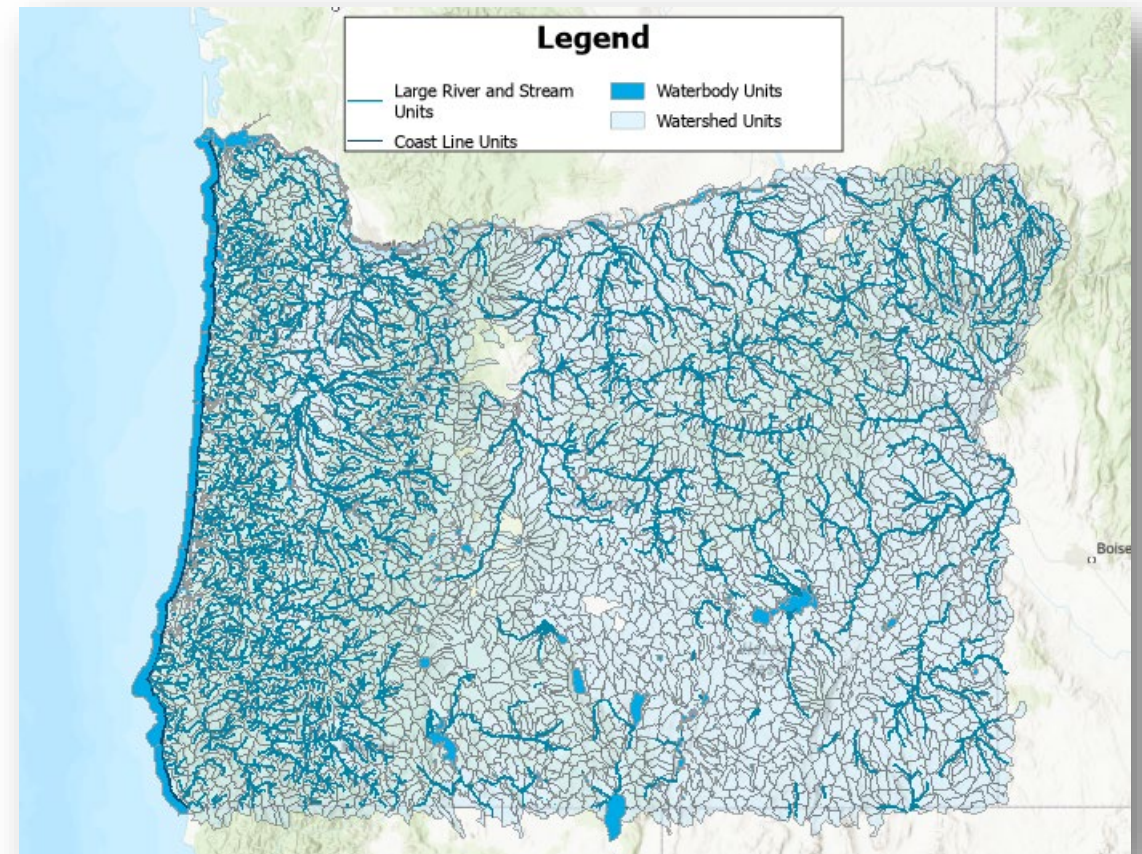 Legend
Large River and Stream
Units
Coast Line Units
Waterbody Units
Watershed Units
Boise